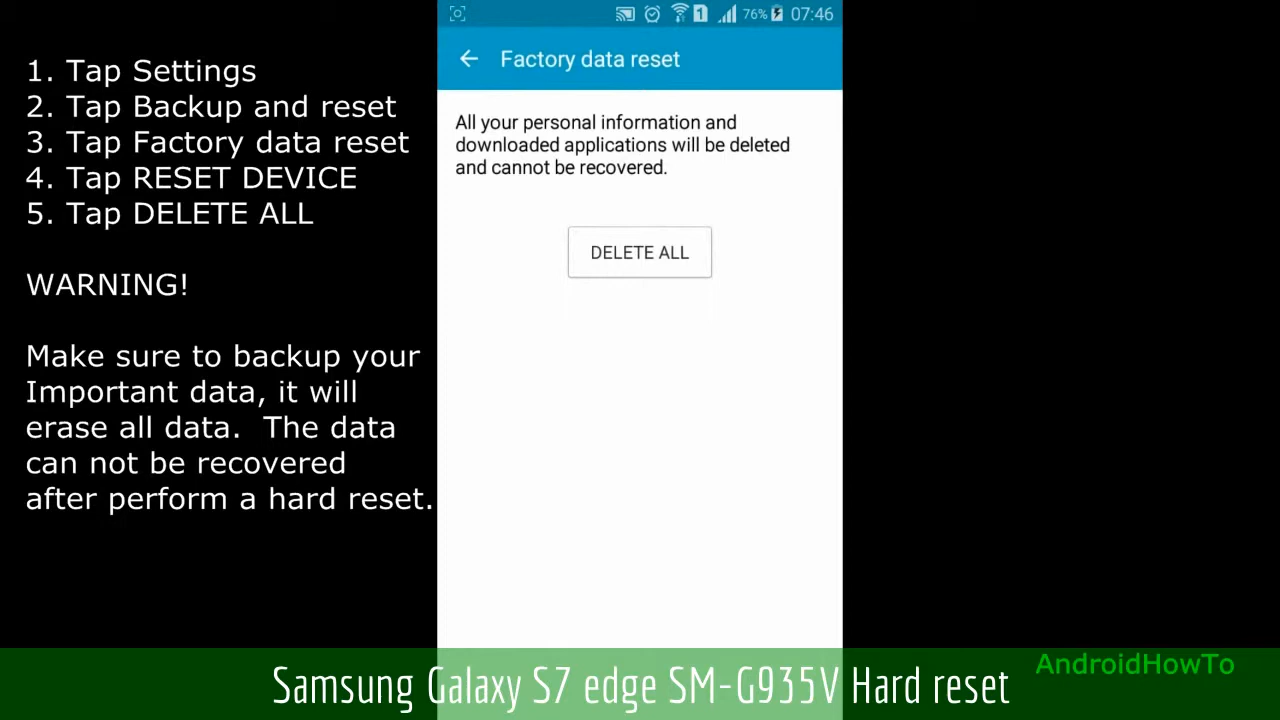 1. Tap Settings
2. Tap Backup and reset
3. Tap Factory data reset
4. Tap RESET DEVICE
5. Tap DELETE ALL
WARNING!
Make sure to backup your
Important data, it will
erase all data.  The data
can not be recovered
after perform a hard reset.
1 76% 07:46
Factory data reset
All your personal information and
downloaded applications will be deleted
and cannot be recovered.
DELETE ALL
AndroidHowTo
Samsung Galaxy S7 edge SM-G935V Hard reset